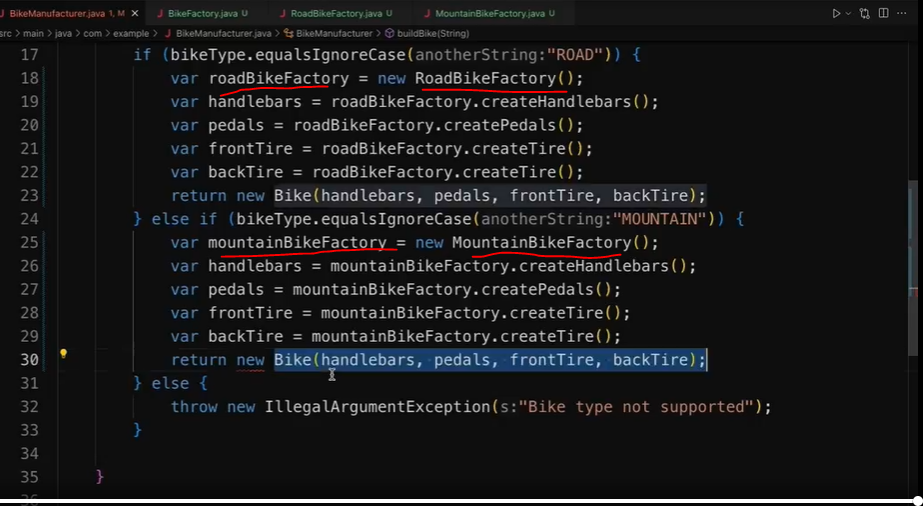 BikeManufacturer.java 1, M
BikeFactory.java U
RoadBikeFactory.java U
MountainBikeFactory.java U
src > main > java > com > example > BikeManufacturer.java > BikeManufacturer > buildBike(String)
17 if (bikeType.equalsIgnoreCase(anotherString:"ROAD")) {
18 var roadBikeFactory = new RoadBikeFactory();
19 var handlebars = roadBikeFactory.createHandlebars();
20 var pedals = roadBikeFactory.createPedals();
21 var frontTire = roadBikeFactory.createTire();
22 var backTire = roadBikeFactory.createTire();
23 return new Bike(handlebars, pedals, frontTire, backTire);
24 } else if (bikeType.equalsIgnoreCase(anotherString:"MOUNTAIN")) {
25 var mountainBikeFactory = new MountainBikeFactory();
26 var handlebars = mountainBikeFactory.createHandlebars();
27 var pedals = mountainBikeFactory.createPedals();
28 var frontTire = mountainBikeFactory.createTire();
29 var backTire = mountainBikeFactory.createTire();
30 return new Bike(handlebars, pedals, frontTire, backTire);
31 } else {
32 throw new IllegalArgumentException(s:"Bike type not supported");
33 }
34
35 }
36